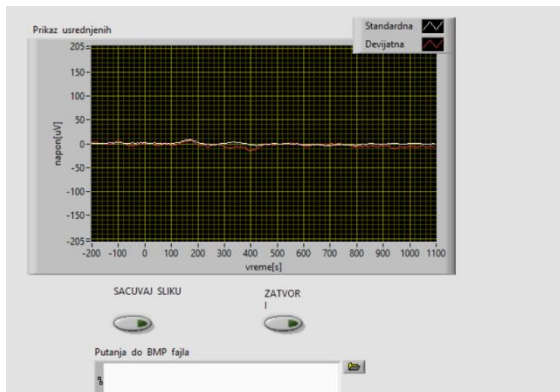 Prikaz usrednjenih
Standardna
Devijatna
205
150
100
50
0
-50
-100
-150
-205
napon[uV]
-200 -100 0 100 200 300 400 500 600 700 800 900 1000 1100
vreme[s]
SACUVAJ SLIKU
ZATVOR
I
Putanja do BMP fajla
%